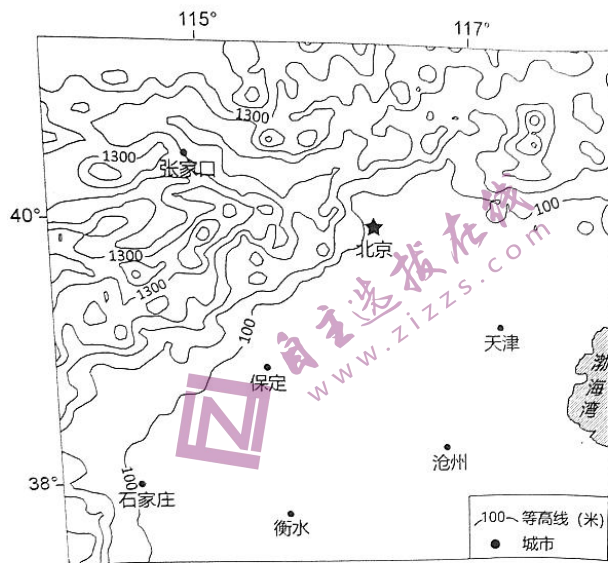 115° 117°
1300
1300
张家口
40°
100
北京
1300
1300
100
天津
渤海湾
保定
自主选拔在线
www.zizzs.com
沧州
38°
100
石家庄
衡水
100 等高线（米）
城市